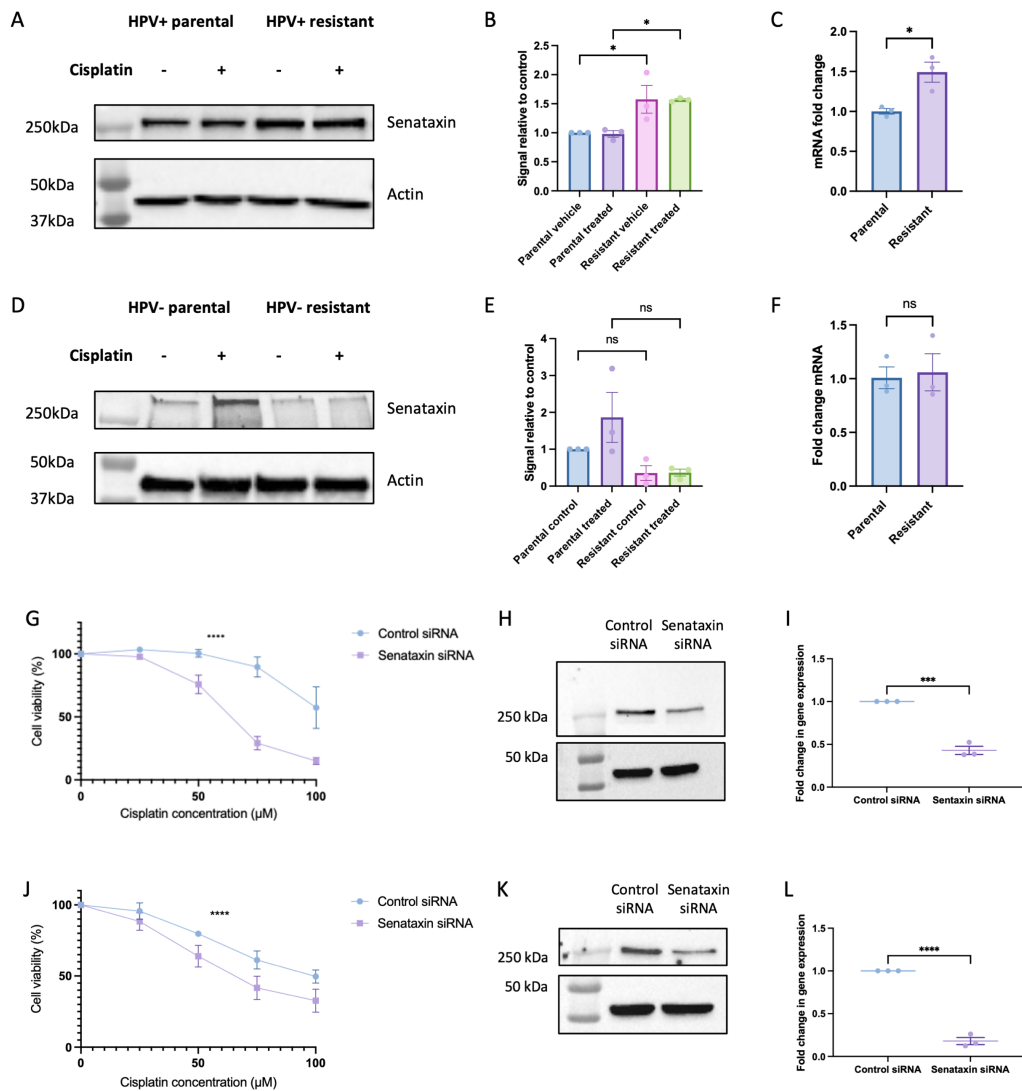 A
HPV+ parental HPV+ resistant
Cisplatin - + - +
250kDa
Senataxin
50kDa
37kDa
Actin
B
Signal relative to control
2.5
2.0
1.5
1.0
0.5
0.0
* *
Parental vehicle
Parental treated
Resistant vehicle
Resistant treated
C
mRNA fold change
2.0
1.5
1.0
0.5
0.0
*
Parental
Resistant
D
HPV- parental HPV- resistant
Cisplatin - + - +
250kDa
Senataxin
50kDa
37kDa
Actin
E
Signal relative to control
4
3
2
1
0
ns
ns
Parental control
Parental treated
Resistant control
Resistant treated
F
Fold change mRNA
1.5
1.0
0.5
0.0
ns
Parental
Resistant
G
Cell viability (%)
100
50
0
****
Control siRNA
Senataxin siRNA
0 50 100
Cisplatin concentration (µM)
H
Control siRNA
Senataxin siRNA
250 kDa
50 kDa
I
Fold change in gene expression
1.5
1.0
0.5
0.0
***
Control siRNA Sentaxin siRNA
J
Cell viability (%)
100
50
0
****
Control siRNA
Senataxin siRNA
0 50 100
Cisplatin concentration (µM)
K
Control siRNA
Senataxin siRNA
250 kDa
50 kDa
L
Fold change in gene expression
1.5
1.0
0.5
0.0
****
Control siRNA Senataxin siRNA